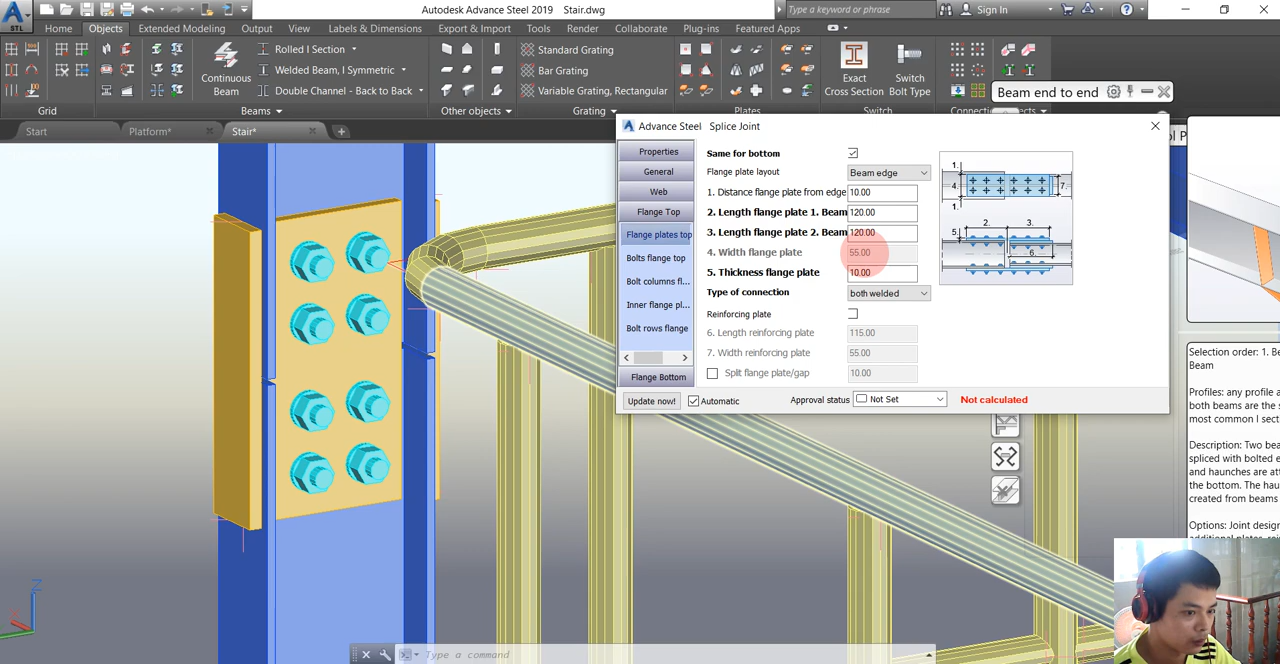 Autodesk Advance Steel 2019 Stair.dwg
Type a keyword or phrase
Sign In
STL
Home Objects Extended Modeling Output View Labels & Dimensions Export & Import Tools Render Collaborate Plug-ins Featured Apps
Continuous Beam
Rolled I Section
Welded Beam, I Symmetric
Double Channel - Back to Back
Standard Grating
Bar Grating
Variable Grating, Rectangular
Exact Cross Section
Switch Bolt Type
Grid Beams Other objects Grating Plates Switch
Beam end to end
Start Platform* Stair*
Advance Steel Splice Joint
Properties
General
Web
Flange Top
Flange plates top
Bolts flange top
Bolt columns fl...
Inner flange pl...
Bolt rows flange
Flange Bottom
Same for bottom
Flange plate layout Beam edge
1. Distance flange plate from edge 10.00
2. Length flange plate 1. Beam 120.00
3. Length flange plate 2. Beam 120.00
4. Width flange plate 55.00
5. Thickness flange plate 10.00
Type of connection both welded
Reinforcing plate
6. Length reinforcing plate 115.00
7. Width reinforcing plate 55.00
Split flange plate/gap 10.00
1.
4.
1.
7.
2.
3.
5.
6.
Update now! Automatic Approval status Not Set Not calculated
Selection order: 1.
Beam
Profiles: any profile
both beams are the
most common I sect
Description: Two
spliced with bolted
and haunches are
the bottom. The
created from beams
Options: Joint
Z
Type a command